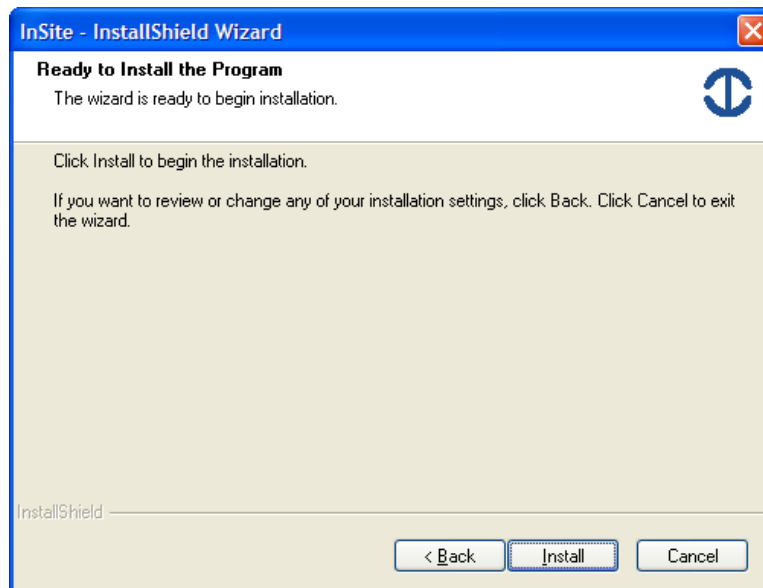 InSite - InstallShield Wizard
Ready to Install the Program
The wizard is ready to begin installation.
Click Install to begin the installation.
If you want to review or change any of your installation settings, click Back. Click Cancel to exit
the wizard.
InstallShield
< Back
Install
Cancel